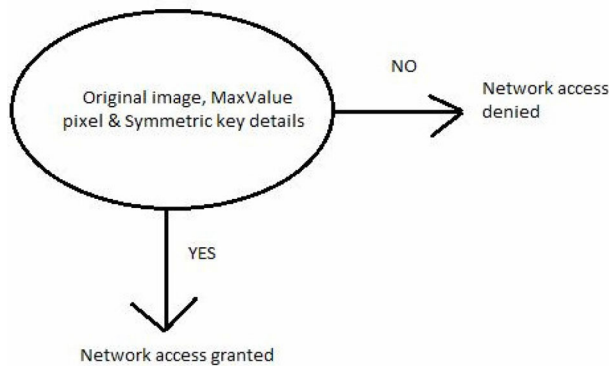 NO
Network access
denied
Original image, MaxValue
pixel & Symmetric key details
YES
Network access granted